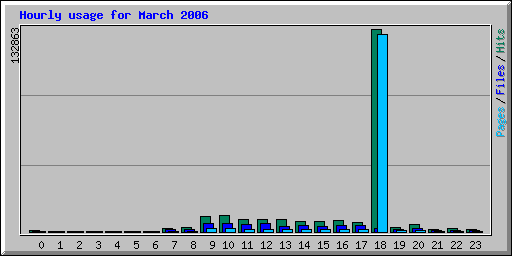 Hourly usage for March 2006
132863
Pages/Files/Hits
0 1 2 3 4 5 6 7 8 9 10 11 12 13 14 15 16 17 18 19 20 21 22 23